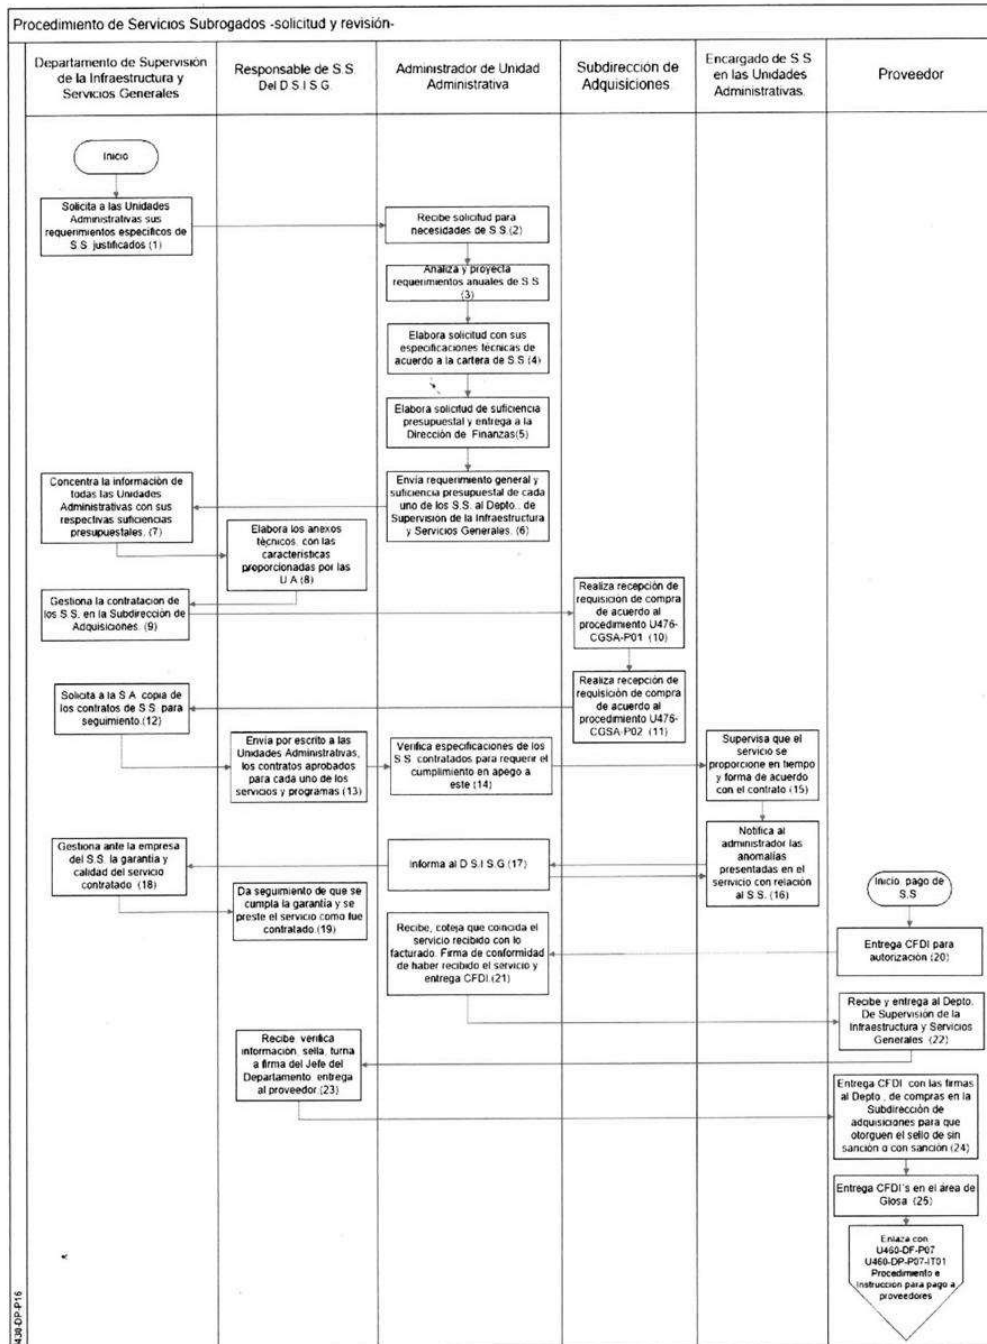 Procedimiento de Servicios Subrogados -solicitud y revisión-
Departamento de Supervisión
de la Infraestructura y
Servicios Generales
Responsable de S.S.
Del D.S.I.S.G.
Administrador de Unidad
Administrativa
Subdirección de
Adquisiciones
Encargado de S.S.
en las Unidades
Administrativas.
Proveedor
Inicio
Solicita a las Unidades
Administrativas sus
requerimientos específicos de
S.S. justificados (1)
Recibe solicitud para
necesidades de S.S.(2)
Analiza y proyecta
requerimientos anuales de S.S.
(3)
Elabora solicitud con sus
especificaciones técnicas de
acuerdo a la cartera de S.S.(4)
Elabora solicitud de suficiencia
presupuestal y entrega a la
Dirección de Finanzas(5)
Envía requerimiento general y
suficiencia presupuestal de cada
uno de los S.S. al Depto., de
Supervisión de la Infraestructura
y Servicios Generales. (6)
Concentra la información de
todas las Unidades
Administrativas con sus
respectivas suficiencias
presupuestales. (7)
Elabora los anexos
técnicos, con las
características
proporcionadas por las
U.A.(8)
Gestiona la contratación de
los S.S. en la Subdirección de
Adquisiciones. (9)
Realiza recepción de
requisición de compra
de acuerdo al
procedimiento U476-
CGSA-P01 (10)
Realiza recepción de
requisición de compra
de acuerdo al
procedimiento U476-
CGSA-P02 (11)
Solicita a la S.A. copia de
los contratos de S.S. para
seguimiento.(12)
Envía por escrito a las
Unidades Administrativas,
los contratos aprobados
para cada uno de los
servicios y programas (13)
Verifica especificaciones de los
S.S. contratados para requerir el
cumplimiento en apego a
este (14)
Supervisa que el
servicio se
proporcione en tiempo
y forma de acuerdo
con el contrato (15)
Notifica al
administrador las
anomalías
presentadas en el
servicio con relación
al S.S. (16)
Informa al D.S.I.S.G (17)
Gestiona ante la empresa
del S.S. la garantía y
calidad del servicio
contratado (18)
Da seguimiento de que se
cumpla la garantía y se
preste el servicio como fue
contratado.(19)
Inicio pago de
S.S
Entrega CFDI para
autorización (20)
Recibe, coteja que coincida el
servicio recibido con lo
facturado. Firma de conformidad
de haber recibido el servicio y
entrega CFDI.(21)
Recibe y entrega al Depto.
De Supervisión de la
Infraestructura y Servicios
Generales (22)
Recibe verifica
información, sella, turna
a firma del Jefe del
Departamento entrega
al proveedor.(23)
Entrega CFDI con las firmas
al Depto., de compras en la
Subdirección de
adquisiciones para que
otorguen el sello de sin
sanción o con sanción (24)
Entrega CFDI´s en el área de
Glosa (25)
Enlaza con
U460-DF-P07
U460-DP-P07-IT01
Procedimiento e
Instruccion para pago a
proveedores
430-DP-P16